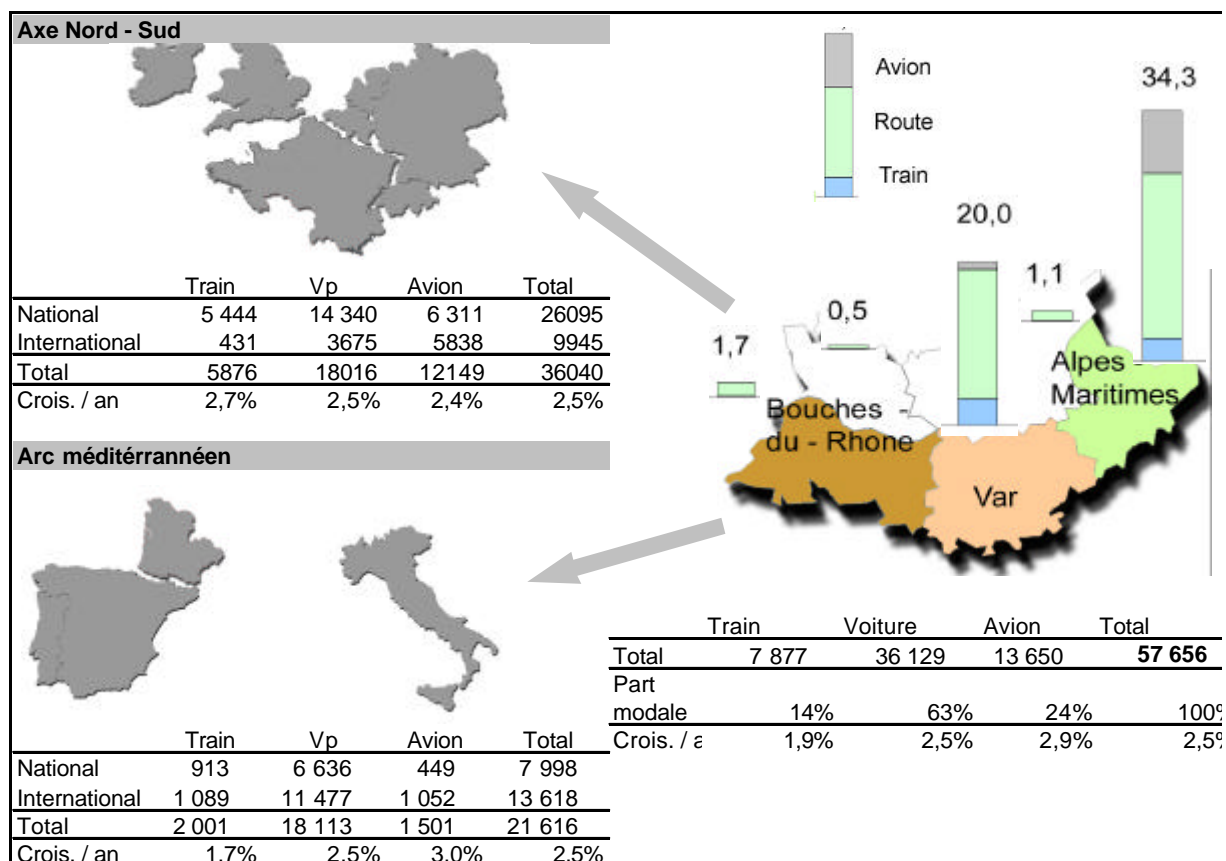 Axe Nord - Sud
Train Vp Avion Total
National 5 444 14 340 6 311 26095
International 431 3675 5838 9945
Total 5876 18016 12149 36040
Crois. / an 2,7% 2,5% 2,4% 2,5%
Arc méditérrannéen
Train Vp Avion Total
National 913 6 636 449 7 998
International 1 089 11 477 1 052 13 618
Total 2 001 18 113 1 501 21 616
Crois. / an 1,7% 2,5% 3,0% 2,5%
Avion
Route
Train
34,3
20,0
1,1
0,5
1,7
Alpes -
Maritimes
Bouches -
du - Rhone
Var
Train Voiture Avion Total
Total 7 877 36 129 13 650 57 656
Part
modale 14% 63% 24% 100%
Crois. / a 1,9% 2,5% 2,9% 2,5%